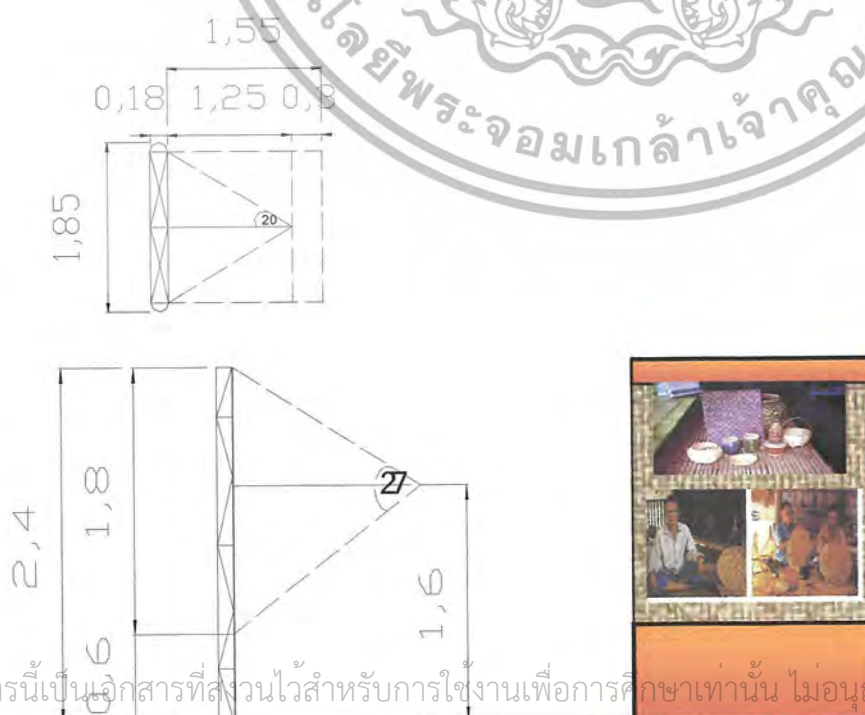 1,55
0,18 1,25 0,3
1,85
20
2,4
1,8
27
1,6
0,6
นโลยีพระจอมเกล้าเจ้าคุณ
รนี้เป็นเอกสารที่สงวนไว้สำหรับการใช้งานเพื่อการศึกษาเท่านั้น ไม่อนุญ